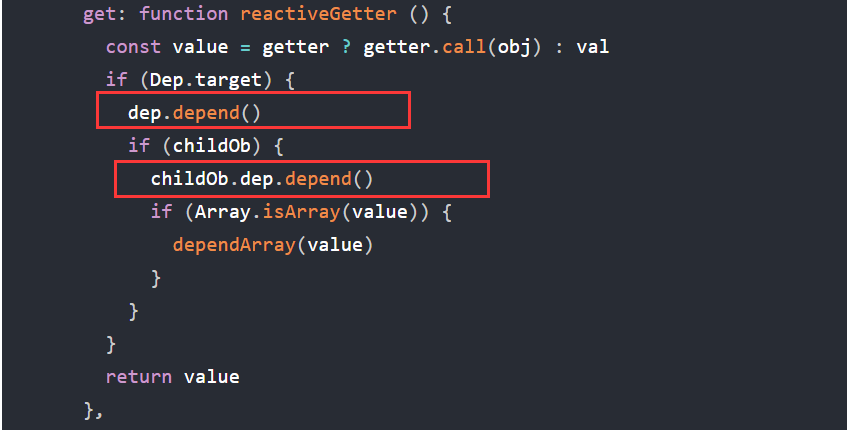 get: function reactiveGetter () {
const value = getter ? getter.call(obj) : val
if (Dep.target) {
dep.depend()
if (childOb) {
childOb.dep.depend()
if (Array.isArray(value)) {
dependArray(value)
}
}
}
return value
},